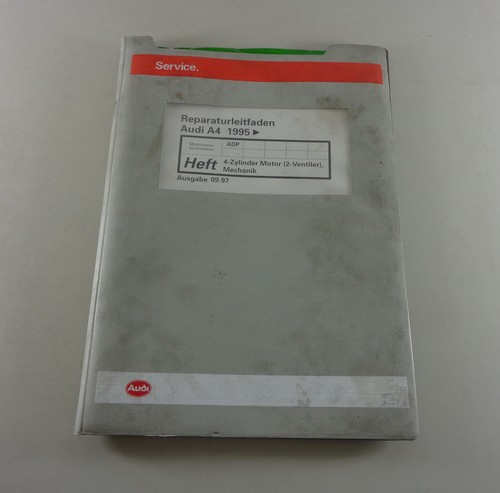 Service.
Reparaturleitfaden
Audi A4 1995 ►
ADP
Heft 4-Zylinder Motor (2-Ventiler),
Mechanik
Ausgabe 09.97
Audi